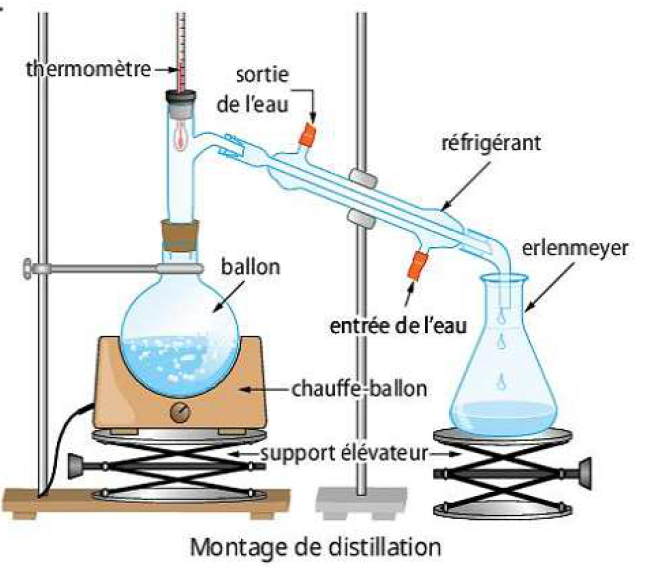 thermomètre
sortie
de l'eau
réfrigérant
erlenmeyer
ballon
entrée de l'eau
chauffe-ballon
support élévateur
Montage de distillation